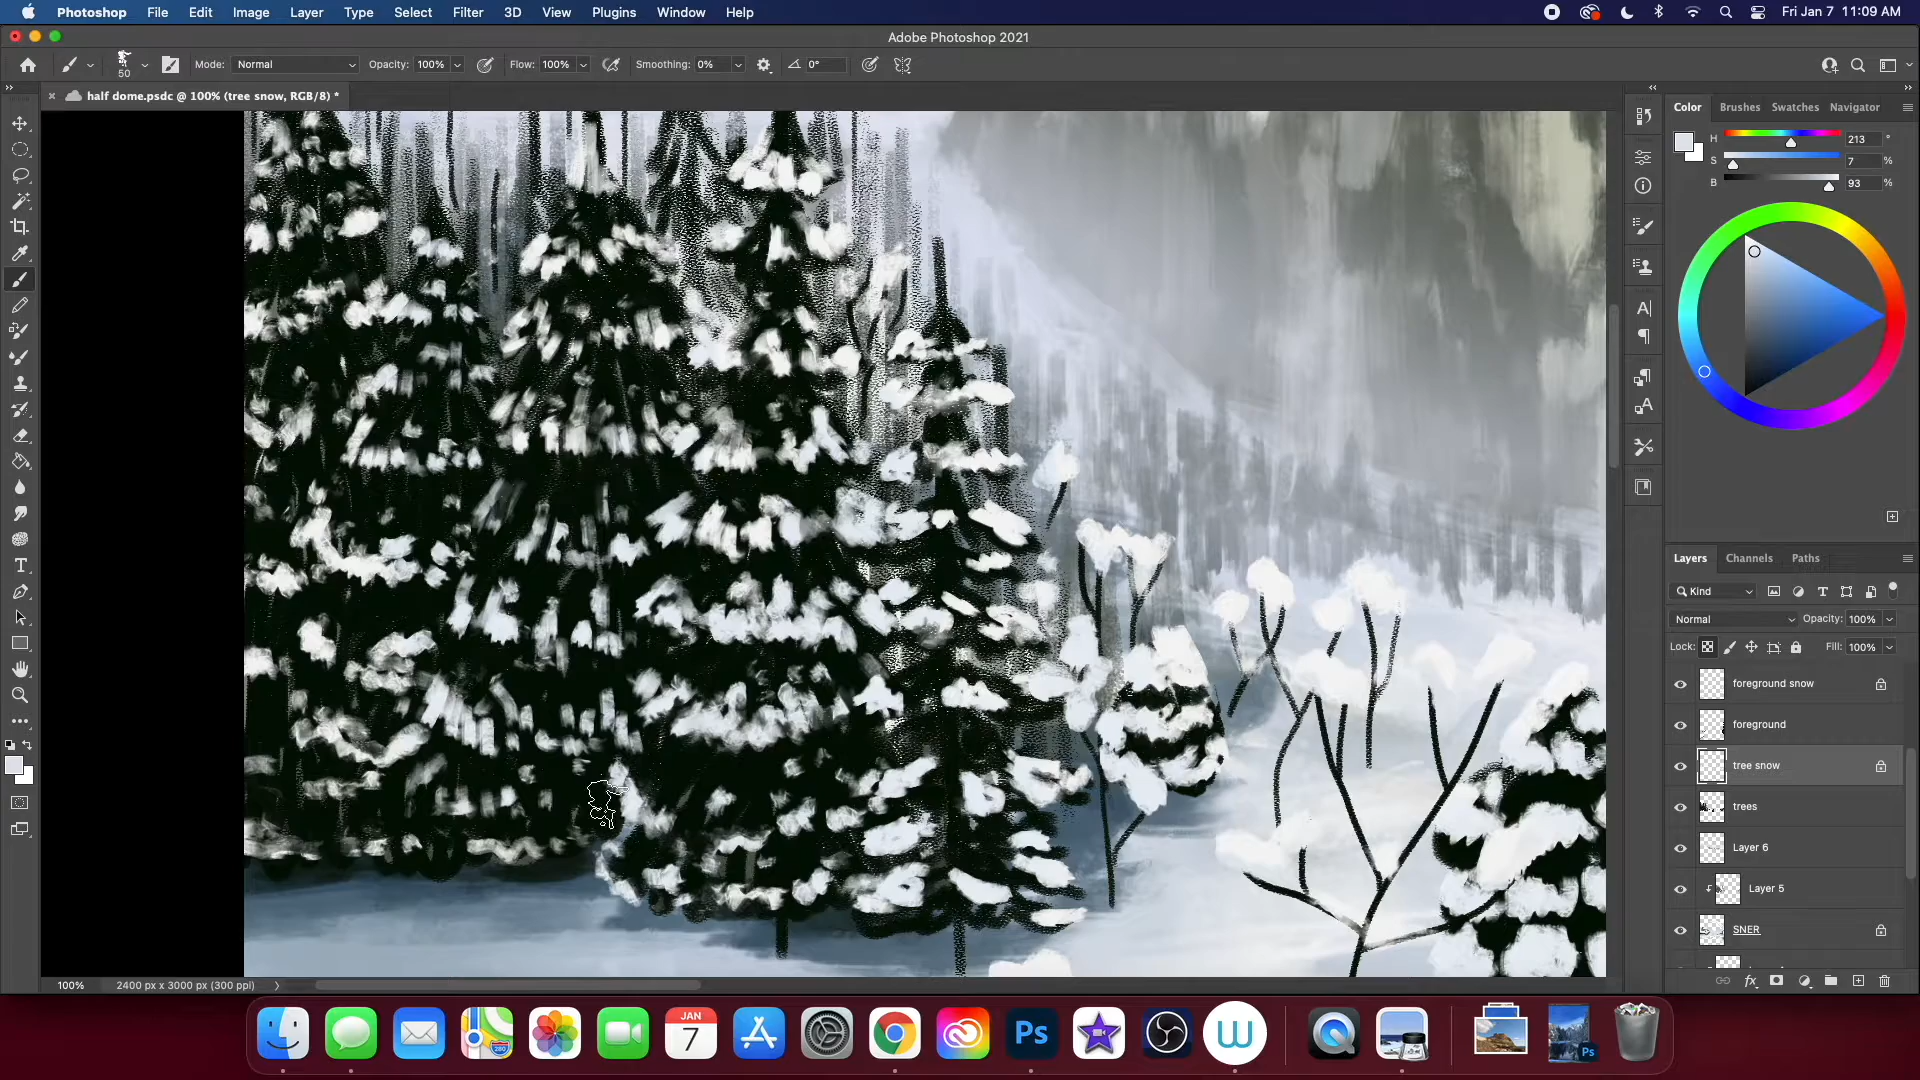 Photoshop File Edit Image Layer Type Select Filter 3D View Plugins Window Help Fri Jan 7 11:09 AM
Adobe Photoshop 2021
50 Mode: Normal Opacity: 100% Flow: 100% Smoothing: 0% 0°
half dome.psdc @ 100% (tree snow, RGB/8) *
Color Brushes Swatches Navigator
H 213 °
S 7 %
B 93 %
Layers Channels Paths
Kind
Normal Opacity: 100%
Lock: Fill: 100%
foreground snow
foreground
tree snow
trees
Layer 6
Layer 5
SNER
100% 2400 px x 3000 px (300 ppi)
JAN
7
280
Ps
W
Ps